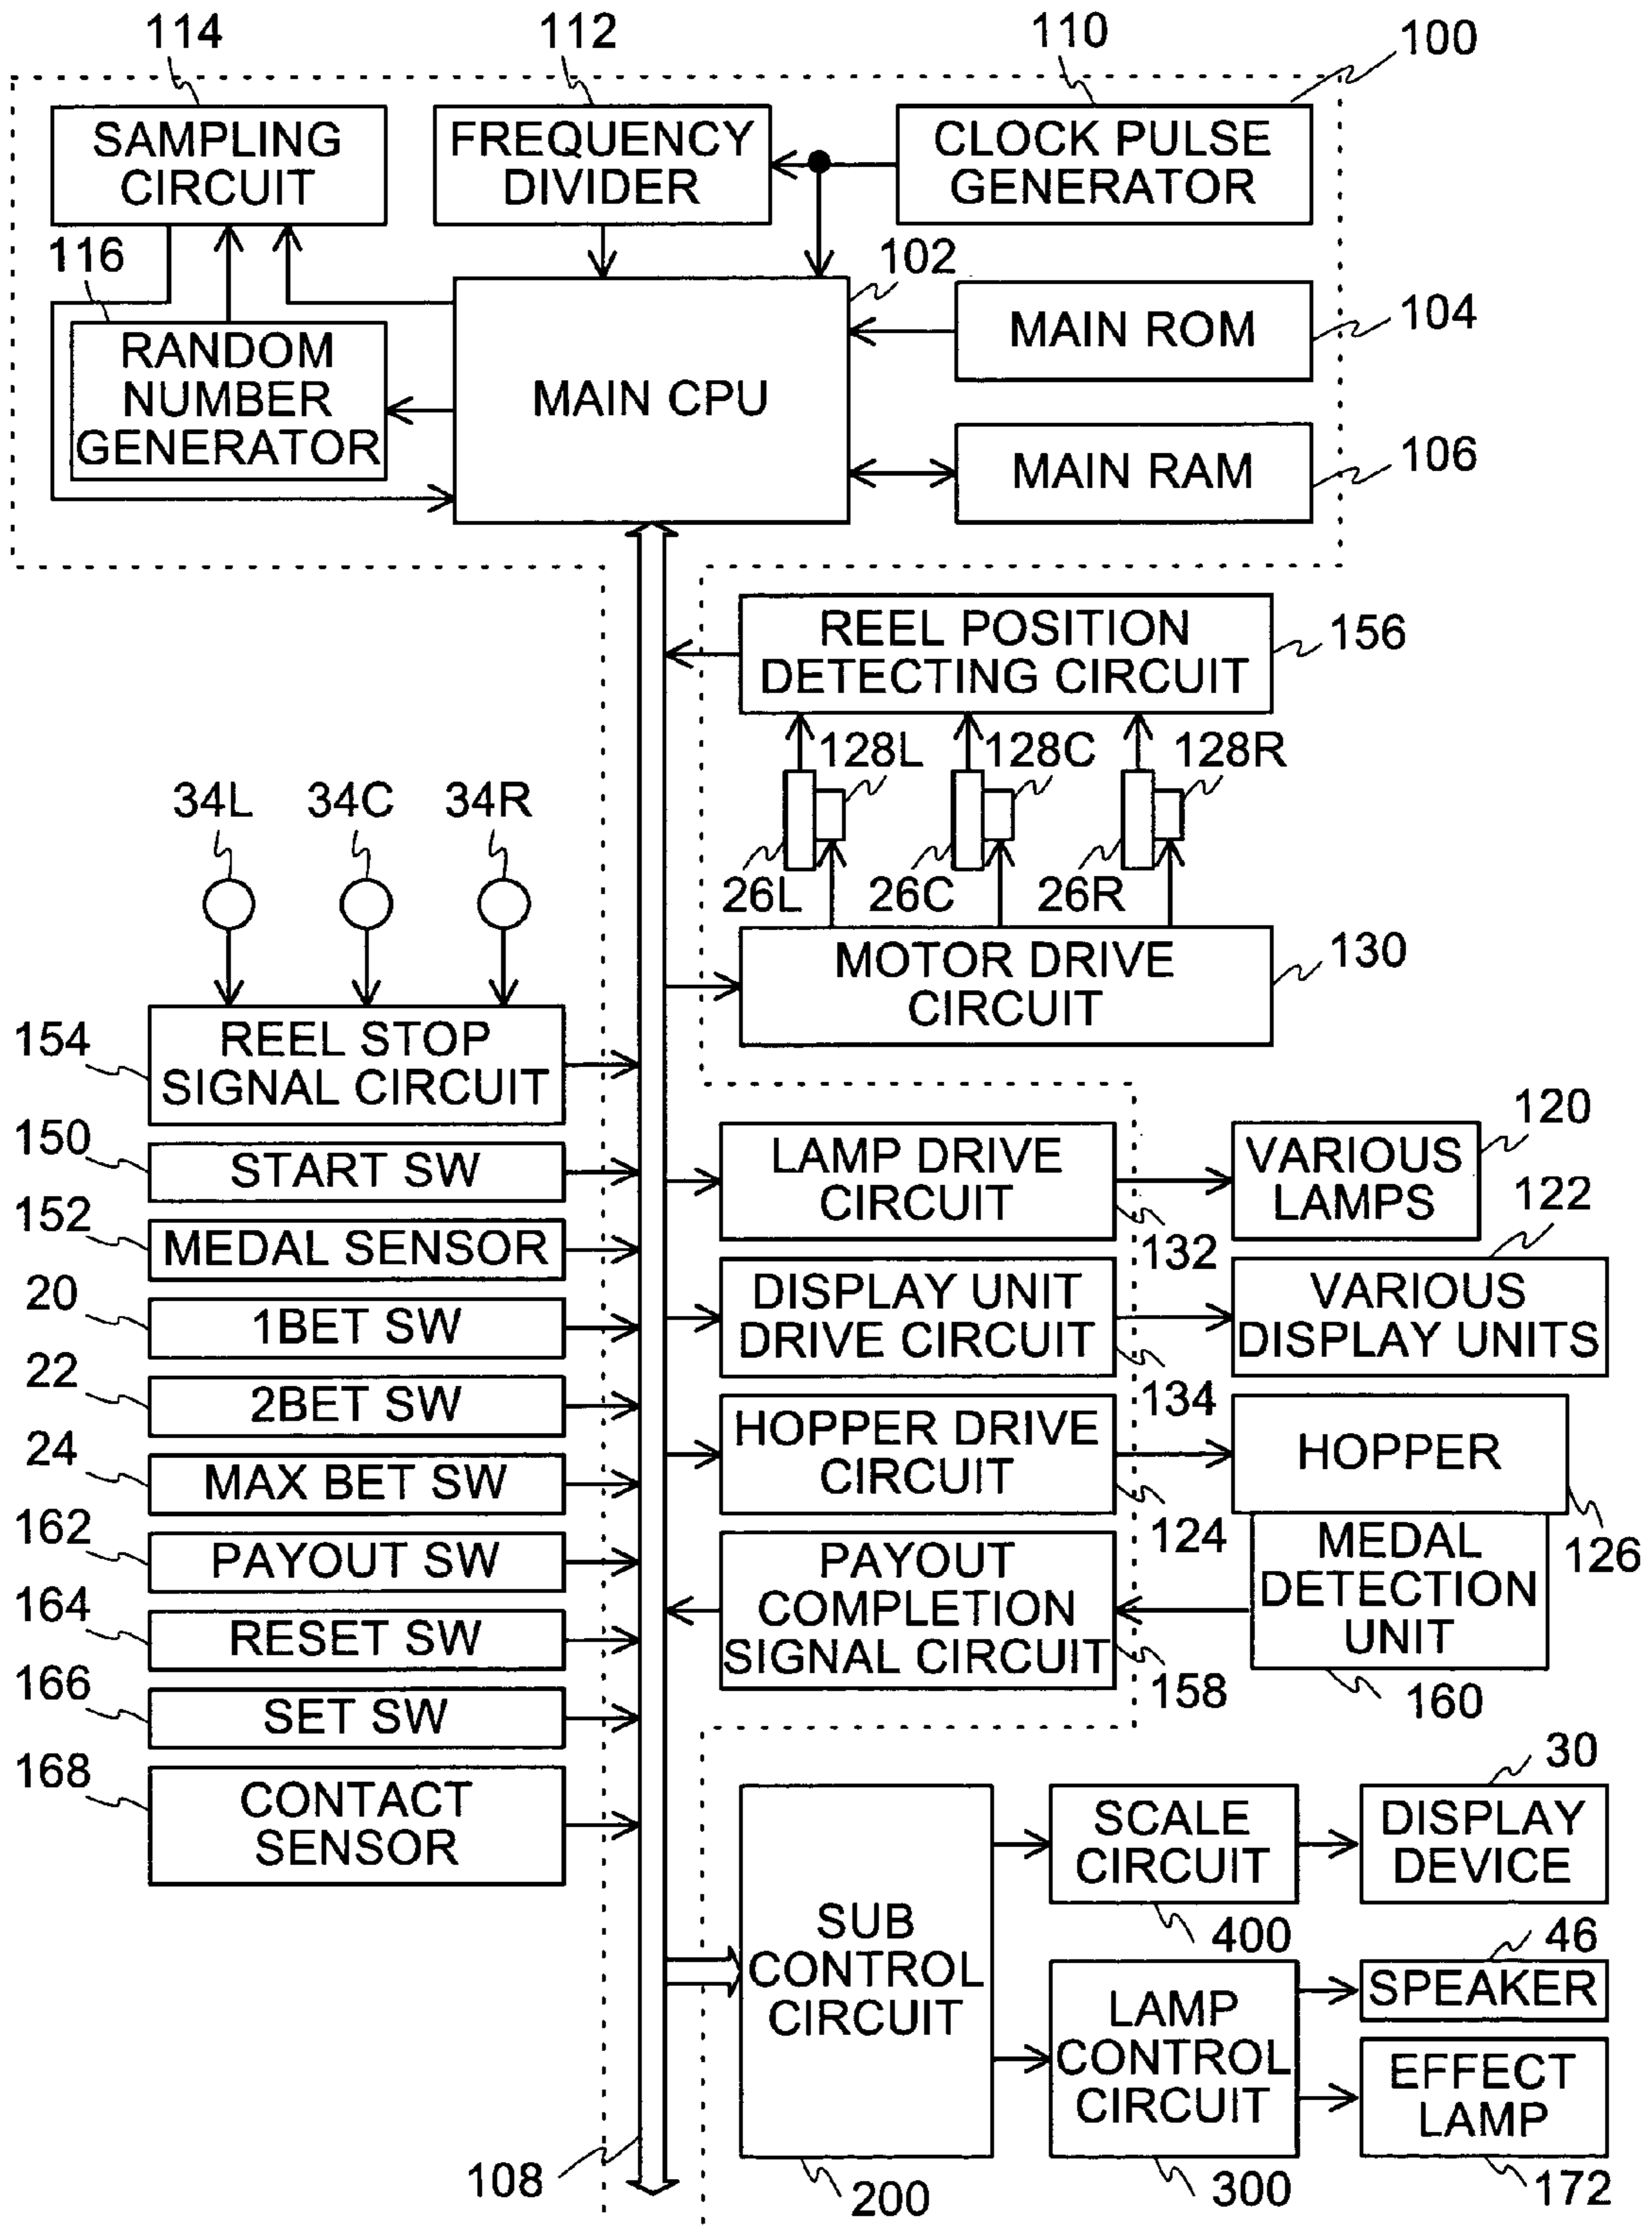 114
112
110
100
SAMPLING
CIRCUIT
FREQUENCY
DIVIDER
CLOCK PULSE
GENERATOR
116
102
RANDOM
NUMBER
GENERATOR
MAIN CPU
MAIN ROM
104
MAIN RAM
106
REEL POSITION
DETECTING CIRCUIT
156
128L
128C
128R
34L
34C
34R
26L
26C
26R
MOTOR DRIVE
CIRCUIT
130
154
REEL STOP
SIGNAL CIRCUIT
150
START SW
152
MEDAL SENSOR
20
1BET SW
22
2BET SW
24
MAX BET SW
162
PAYOUT SW
164
RESET SW
166
SET SW
168
CONTACT
SENSOR
LAMP DRIVE
CIRCUIT
132
VARIOUS
LAMPS
120
122
DISPLAY UNIT
DRIVE CIRCUIT
134
VARIOUS
DISPLAY UNITS
HOPPER DRIVE
CIRCUIT
124
HOPPER
126
PAYOUT
COMPLETION
SIGNAL CIRCUIT
158
MEDAL
DETECTION
UNIT
160
SUB
CONTROL
CIRCUIT
200
SCALE
CIRCUIT
400
30
DISPLAY
DEVICE
46
SPEAKER
LAMP
CONTROL
CIRCUIT
300
EFFECT
LAMP
172
108